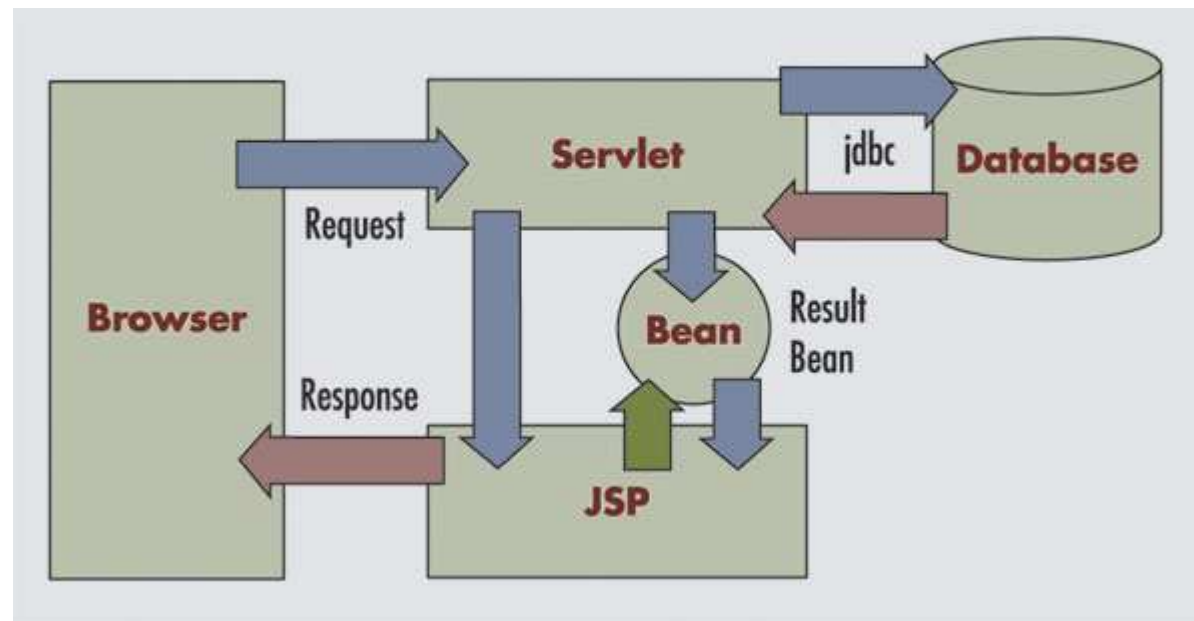 Servlet
jdbc
Database
Request
Browser
Bean
Result
Bean
Response
JSP